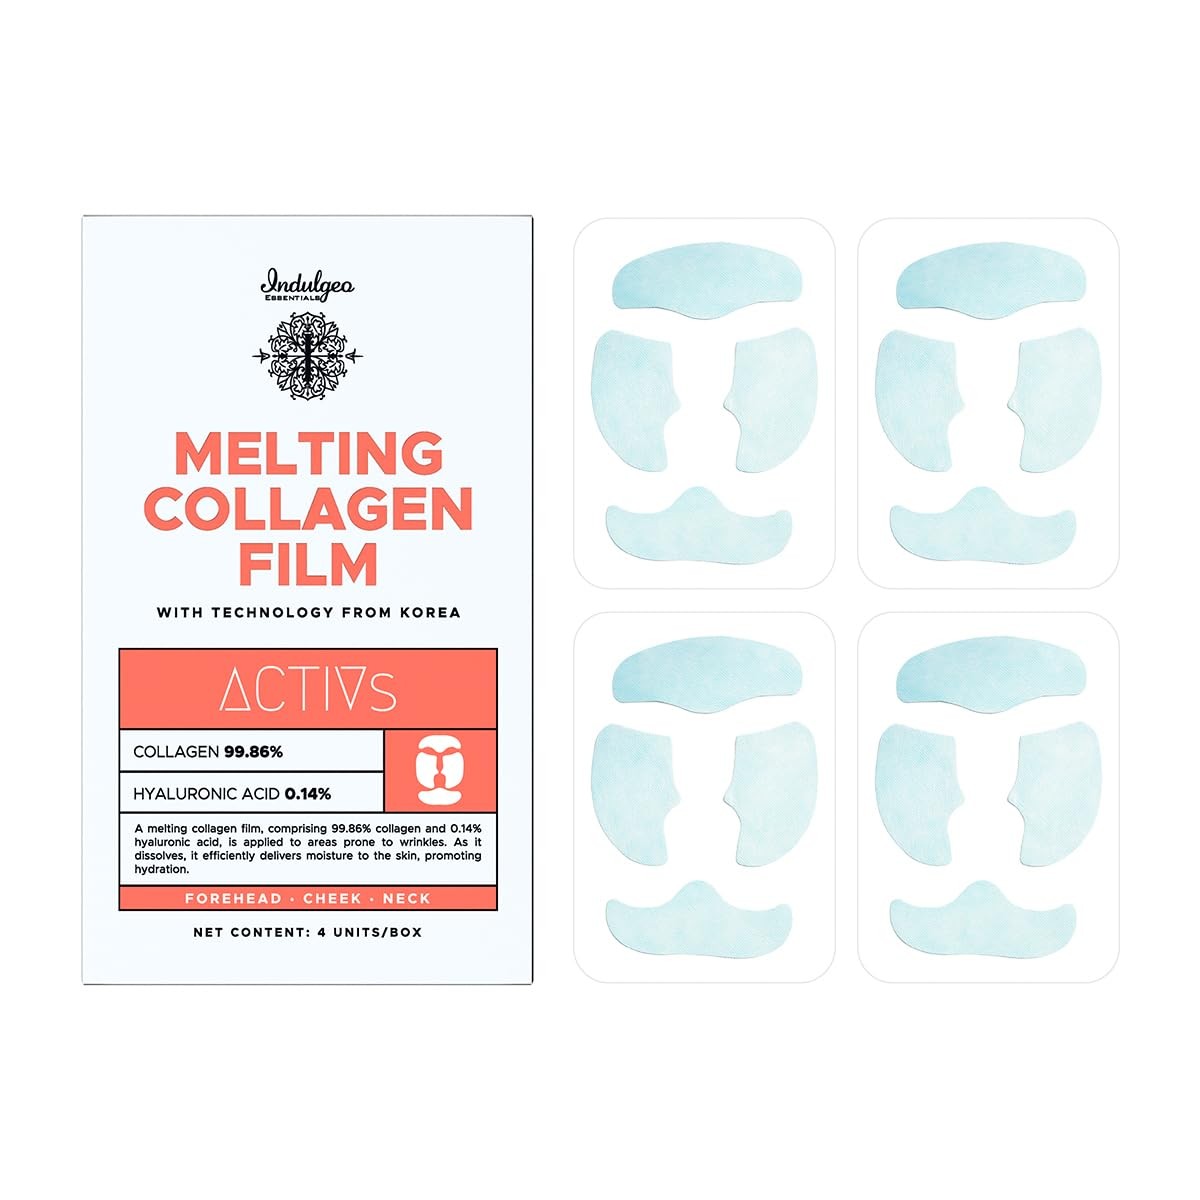 Indulgeo
ESSENTIALS
MELTING
COLLAGEN
FILM
WITH TECHNOLOGY FROM KOREA
ACTIVs
COLLAGEN 99.86%
HYALURONIC ACID 0.14%
A melting collagen film, comprising 99.86% collagen and 0.14%
hyaluronic acid, is applied to areas prone to wrinkles. As it
dissolves, it efficiently delivers moisture to the skin, promoting
hydration.
FOREHEAD · CHEEK · NECK
NET CONTENT: 4 UNITS/BOX